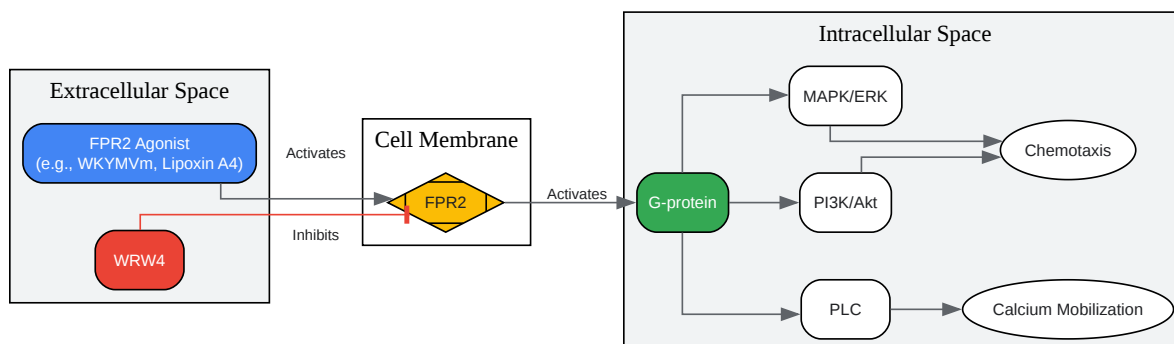 Extracellular Space
FPR2 Agonist
(e.g., WKYMVm, Lipoxin A4)
WRW4
Activates
Inhibits
Cell Membrane
FPR2
Activates
Intracellular Space
G-protein
MAPK/ERK
PI3K/Akt
PLC
Chemotaxis
Calcium Mobilization